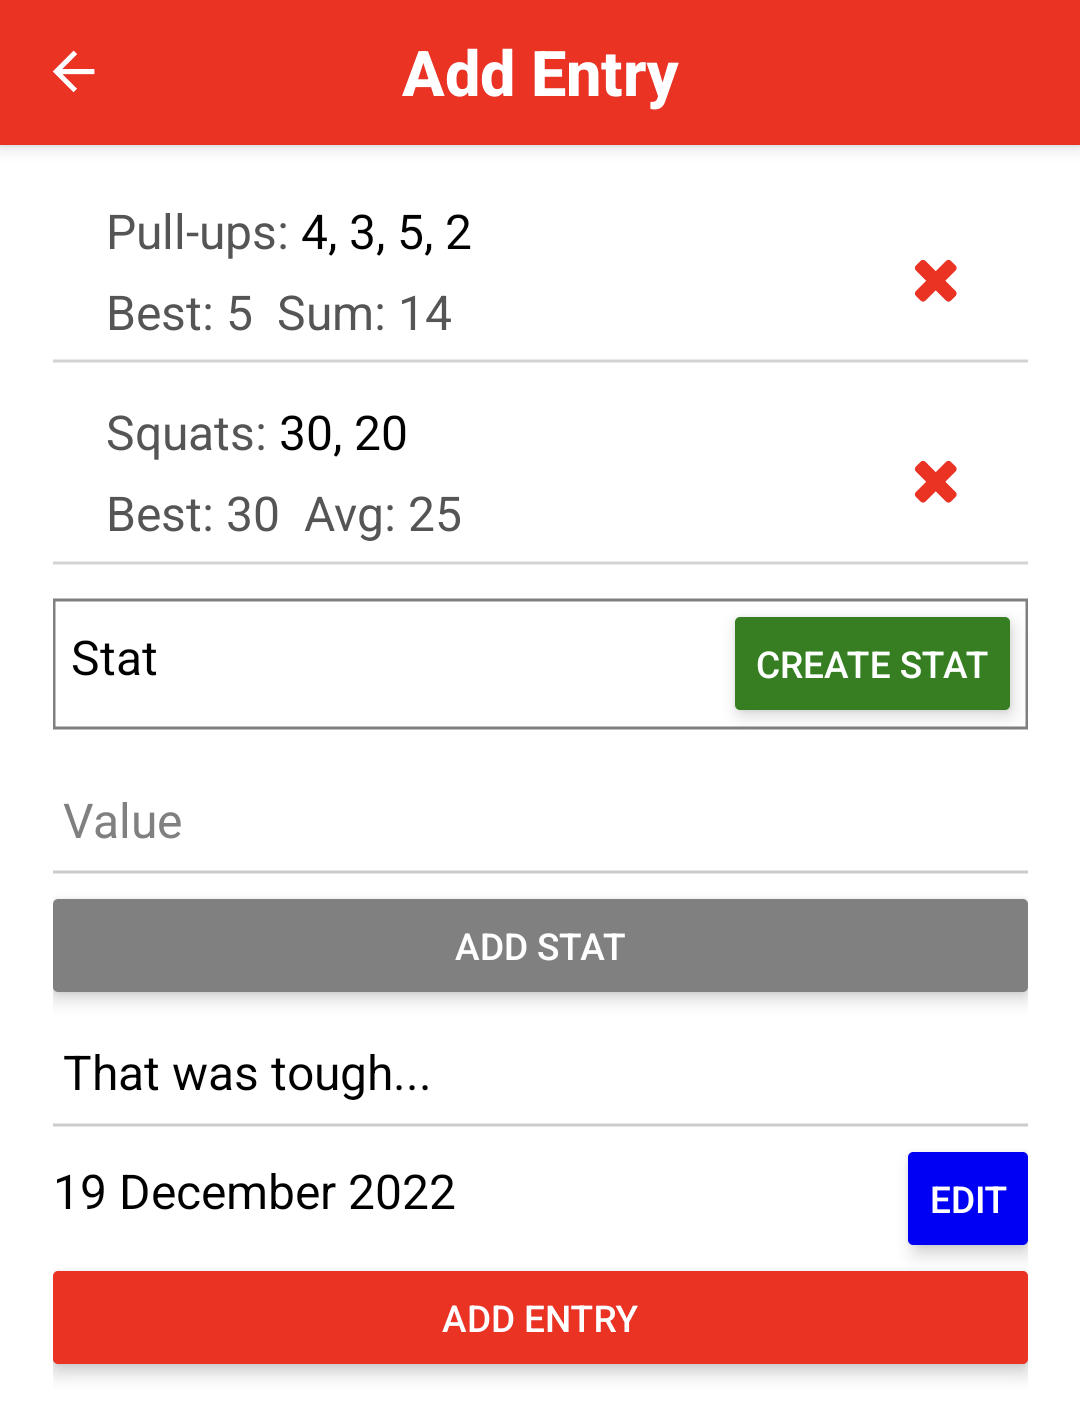 Add Entry
Pull-ups: 4, 3, 5, 2
Best: 5  Sum: 14
Squats: 30, 20
Best: 30  Avg: 25
Stat
CREATE STAT
Value
ADD STAT
That was tough...
19 December 2022
EDIT
ADD ENTRY